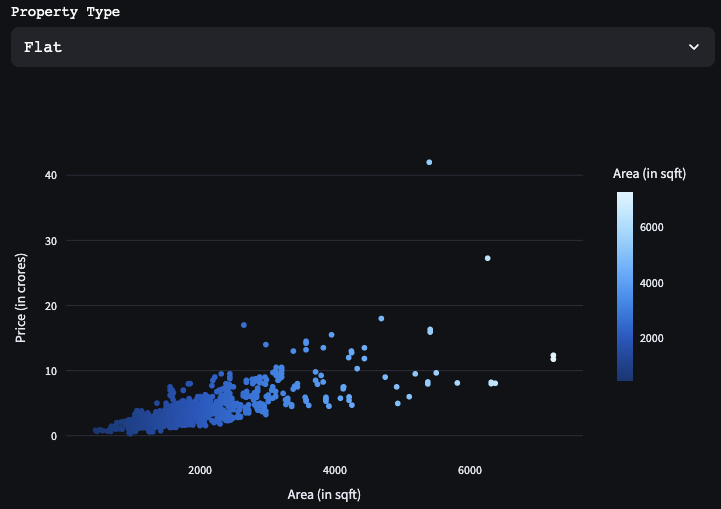 Property Type
Flat
Area (in sqft)
40
30
20
10
0
Price (in crores)
6000
4000
2000
2000 4000 6000
Area (in sqft)